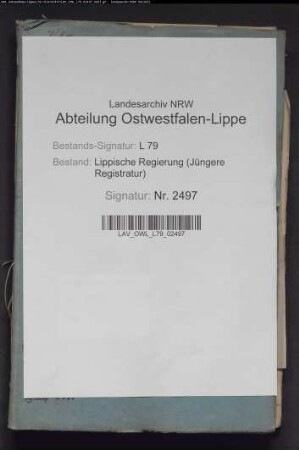 Landesarchiv NRW
Abteilung Ostwestfalen-Lippe
Bestands-Signatur: L 79
Bestand: Lippische Regierung (Jüngere
Registratur)
Signatur: Nr. 2497
LAV_OWL_L79_02497